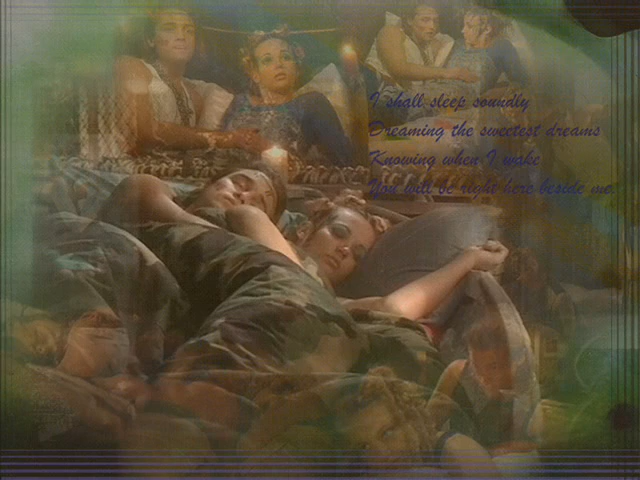 I shall sleep soundly
Dreaming the sweetest dreams
Knowing when I wake
You will be right here beside me.